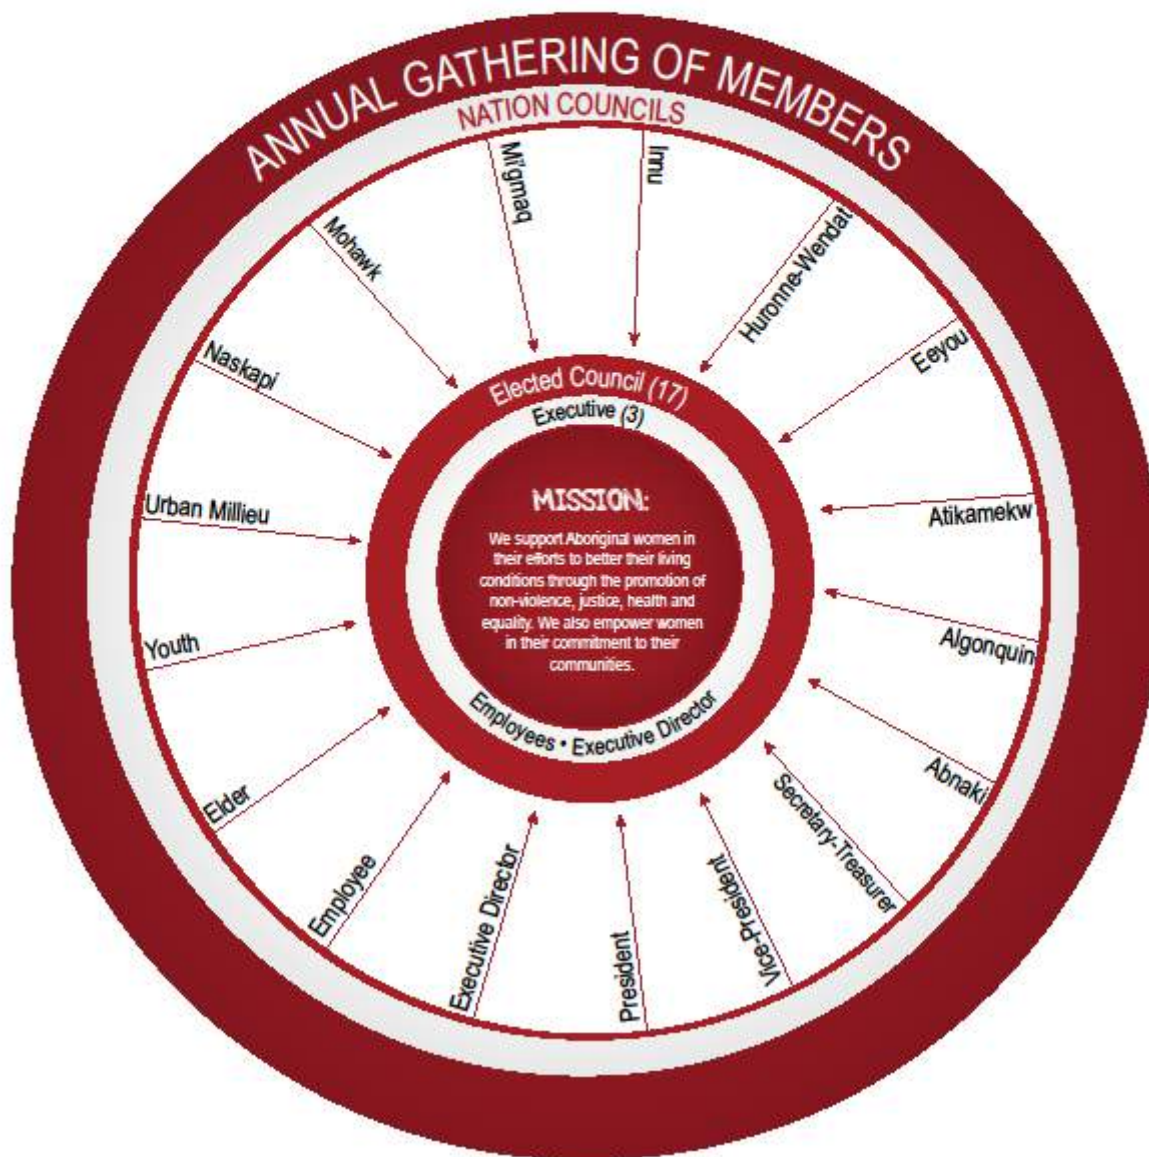 ANNUAL GATHERING OF MEMBERS
NATION COUNCILS
Mi'gmaq
Innu
Huronne-Wendat
Eeyou
Atikamekw
Algonquin
Abnaki
Secretary-Treasurer
Vice-President
President
Executive Director
Employee
Elder
Youth
Urban Millieu
Naskapi
Mohawk
Elected Council (17)
Executive (3)
MISSION:
We support Aboriginal women in
their efforts to better their living
conditions through the promotion of
non-violence, justice, health and
equality. We also empower women
in their commitment to their
communities.
Employees • Executive Director